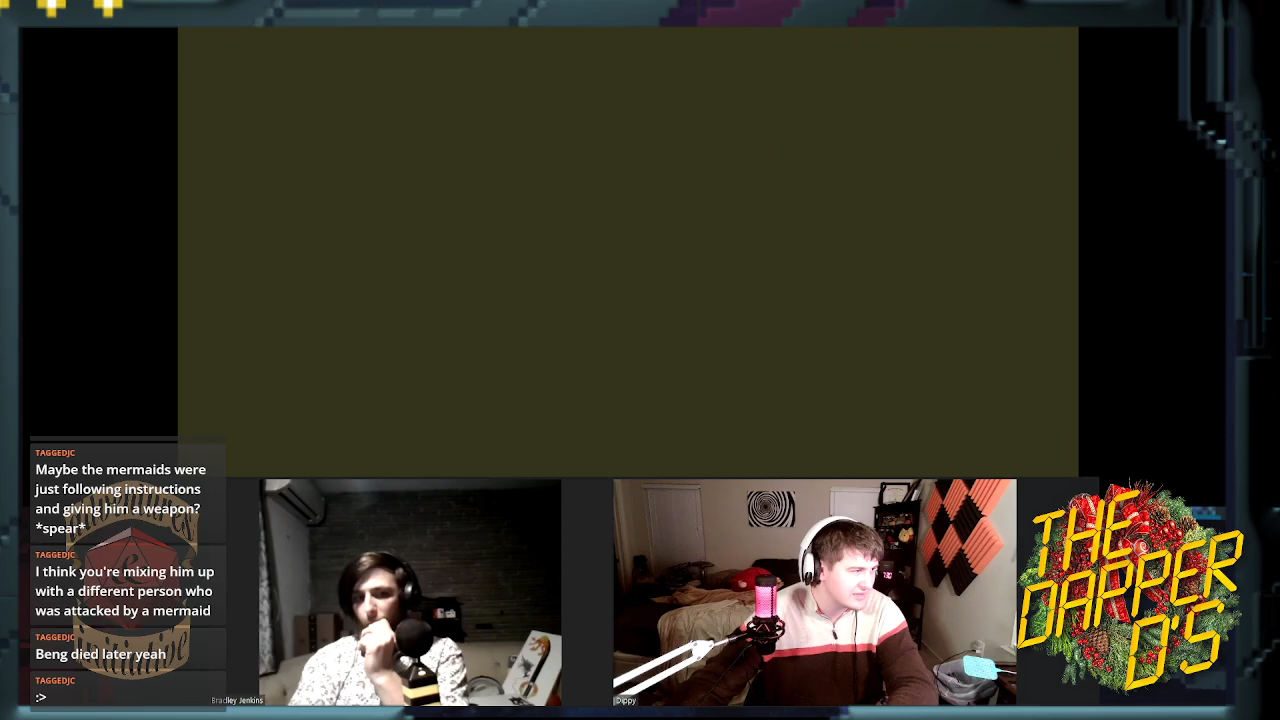 TAGGEDJC
Maybe the mermaids were
just following instructions
and giving him a weapon?
*spear*
TAGGEDJC
I think you're mixing him up
with a different person who
was attacked by a mermaid
TAGGEDJC
Beng died later yeah
TAGGEDJC
:>
Bradley Jenkins
Dippy
THE
DAPPER
D'S